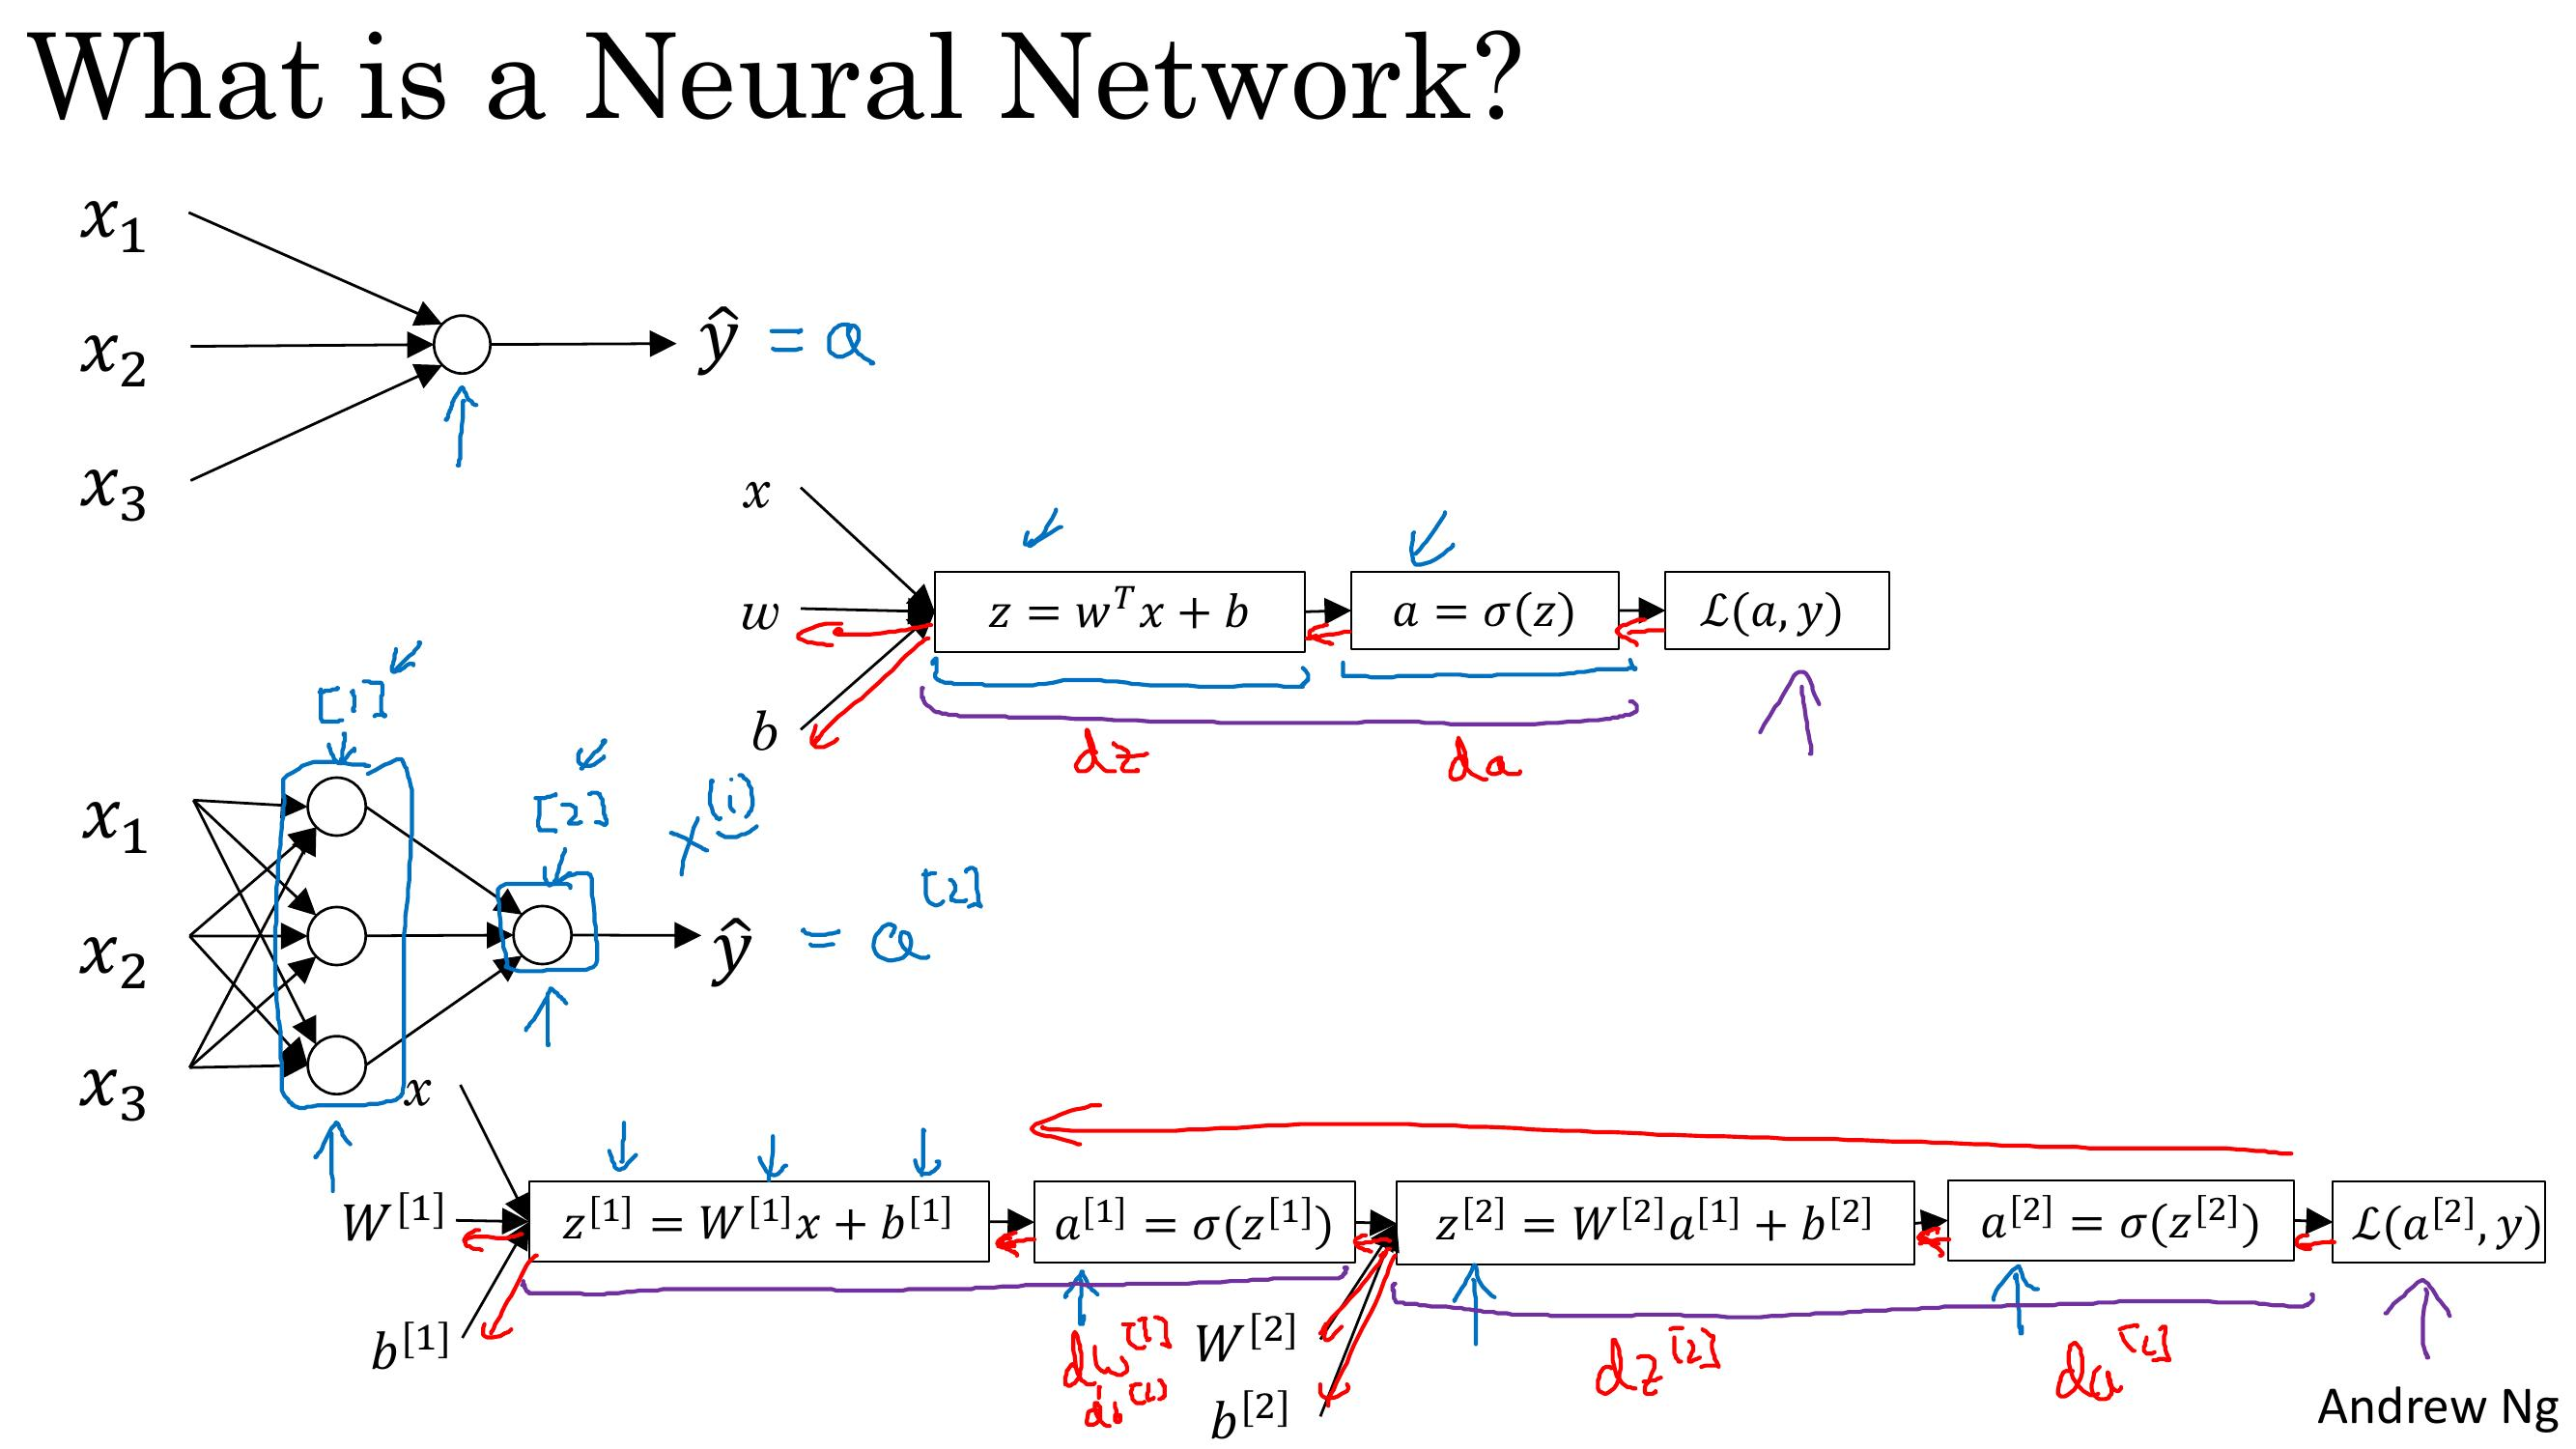 What is a Neural Network?
x₁
x₂
x₃
ŷ = a
x
w
b
z = wᵀx + b
a = σ(z)
ℒ(a, y)
dz
da
[1]
[2]
x⁽ⁱ⁾
x₁
x₂
x₃
ŷ = a^[2]
x
W^[1]
b^[1]
z^[1] = W^[1]x + b^[1]
a^[1] = σ(z^[1])
z^[2] = W^[2]a^[1] + b^[2]
a^[2] = σ(z^[2])
ℒ(a^[2], y)
dW^[1]
W^[2]
b^[2]
dz^[2]
da^[2]
Andrew Ng